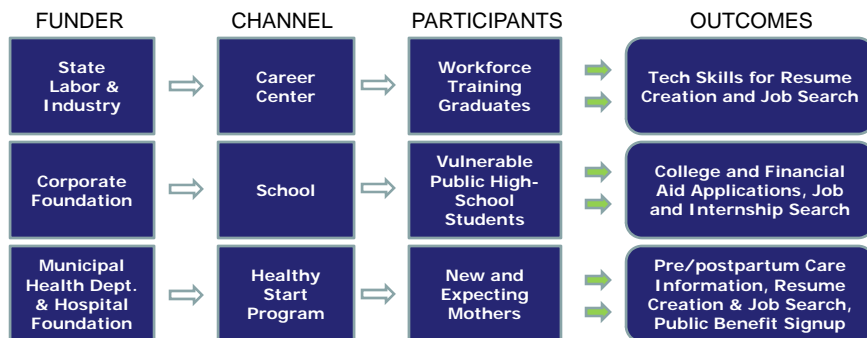 FUNDER
CHANNEL
PARTICIPANTS
OUTCOMES
State
Labor &
Industry
Career
Center
Workforce
Training
Graduates
Tech Skills for Resume
Creation and Job Search
Corporate
Foundation
School
Vulnerable
Public High-
School
Students
College and Financial
Aid Applications, Job
and Internship Search
Municipal
Health Dept.
& Hospital
Foundation
Healthy
Start
Program
New and
Expecting
Mothers
Pre/postpartum Care
Information, Resume
Creation & Job Search,
Public Benefit Signup